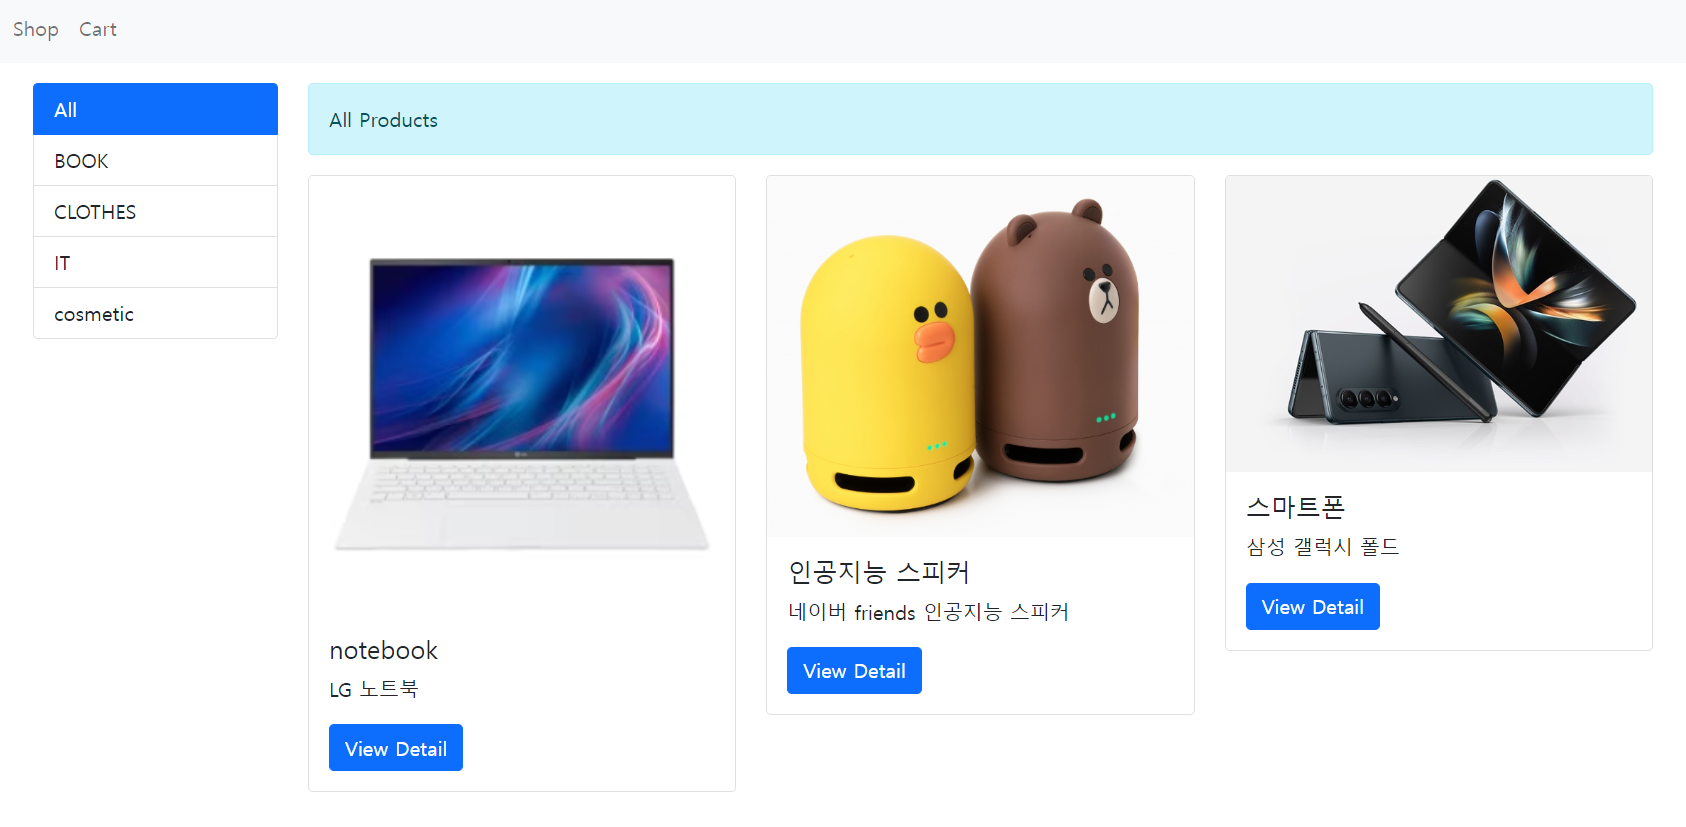 Shop Cart
All
BOOK
CLOTHES
IT
cosmetic
All Products
notebook
LG 노트북
View Detail
인공지능 스피커
네이버 friends 인공지능 스피커
View Detail
스마트폰
삼성 갤럭시 폴드
View Detail